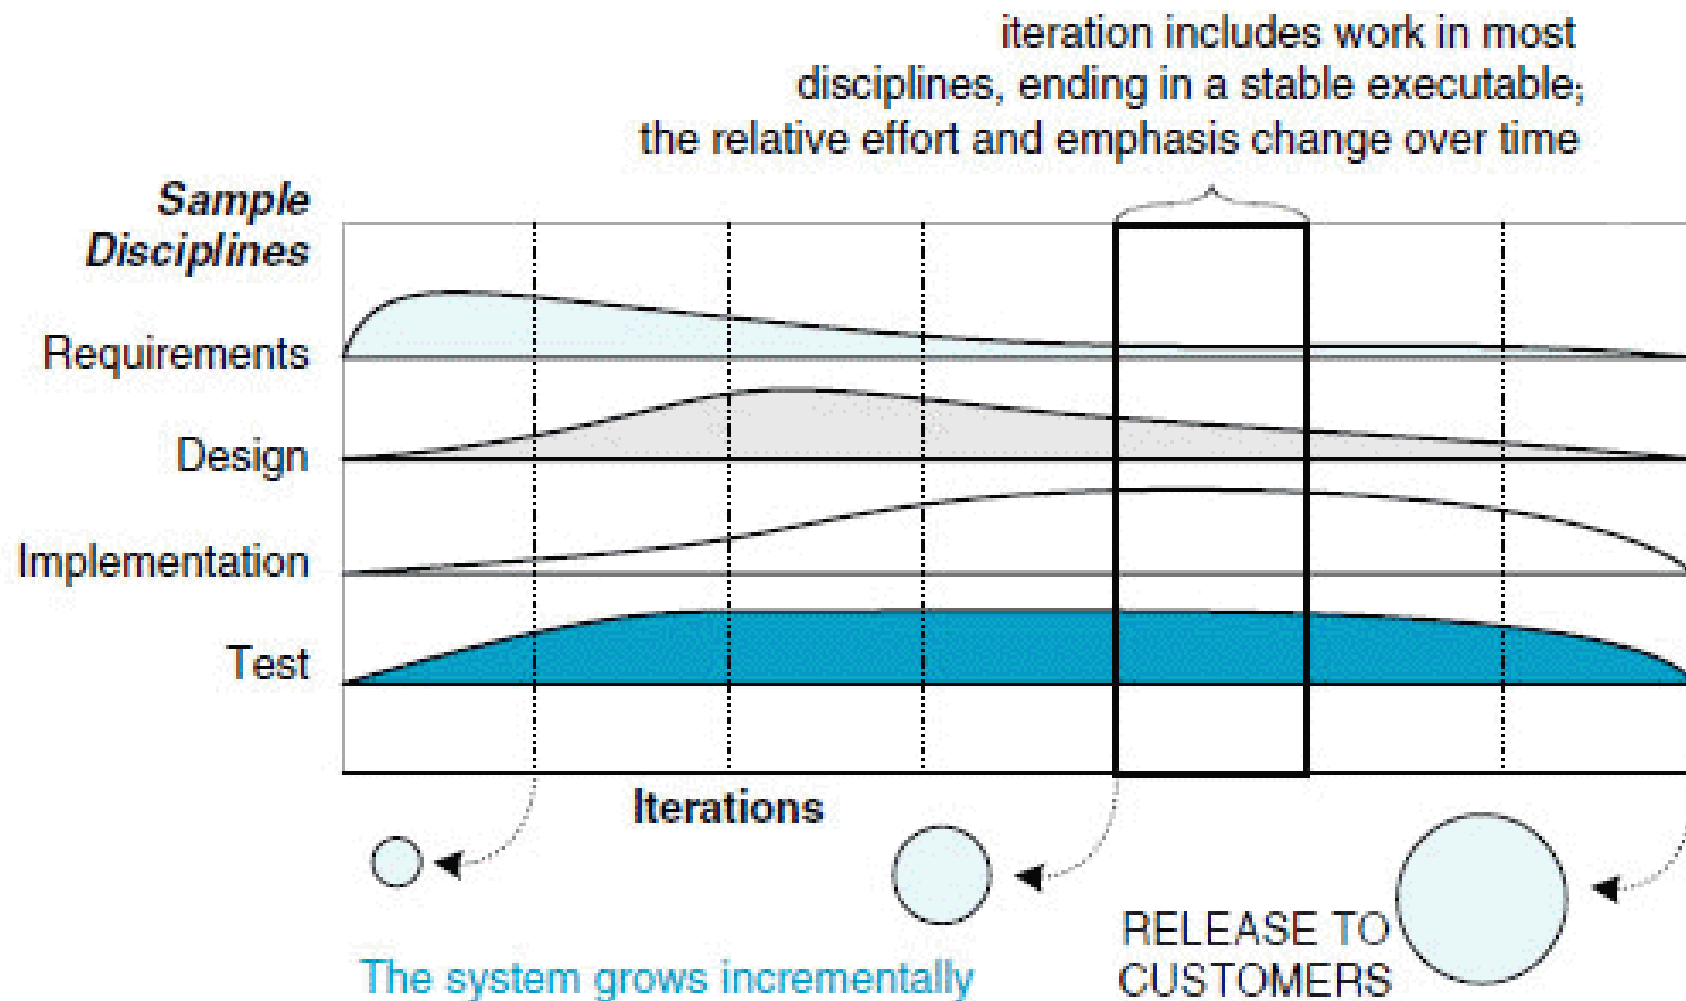 iteration includes work in most
disciplines, ending in a stable executable;
the relative effort and emphasis change over time
Sample
Disciplines
Requirements
Design
Implementation
Test
Iterations
The system grows incrementally
RELEASE TO
CUSTOMERS